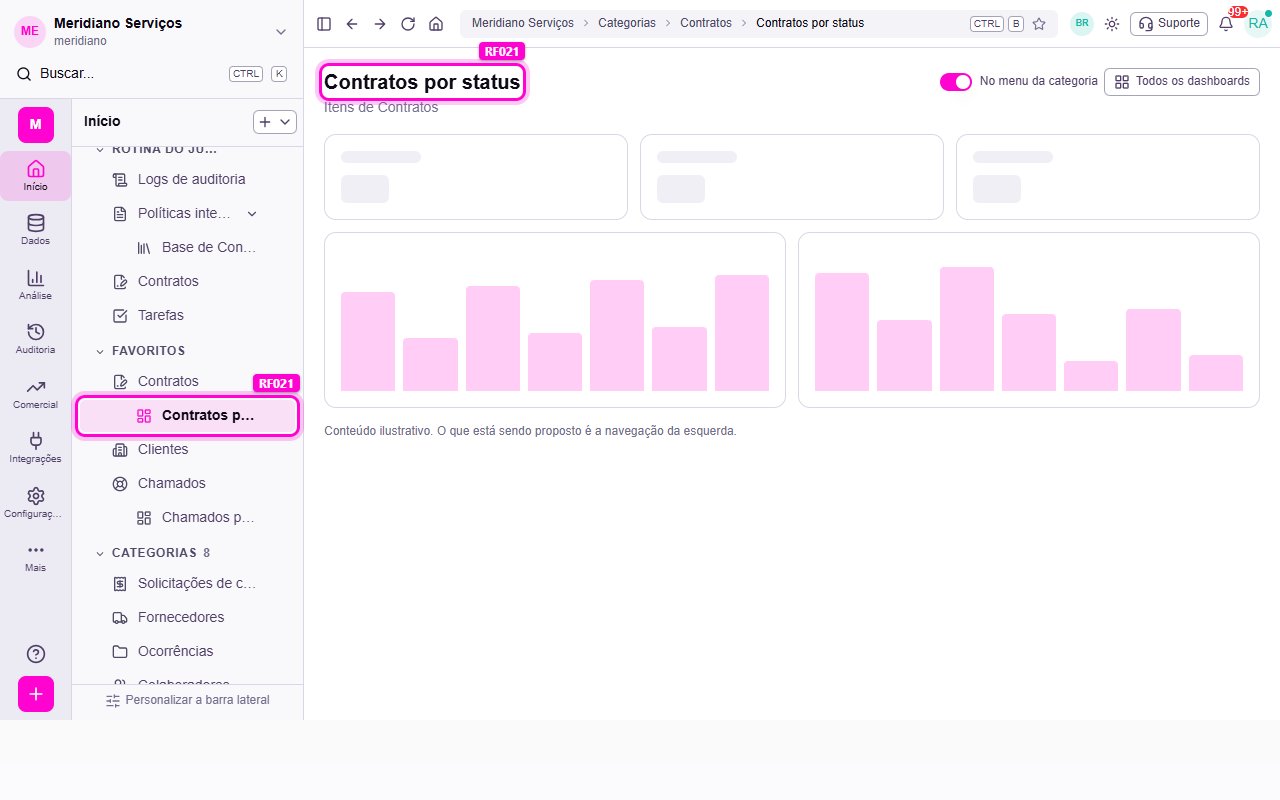 ME
Meridiano Serviços
meridiano
Buscar...
CTRL
K
M
Início
Dados
Análise
Auditoria
Comercial
Integrações
Configuraç...
Mais
Início
ROTINA DO JU...
Logs de auditoria
Políticas inte...
Base de Con...
Contratos
Tarefas
FAVORITOS
Contratos
RF021
Contratos p...
Clientes
Chamados
Chamados p...
CATEGORIAS 8
Solicitações de c...
Fornecedores
Ocorrências
Colaboradores
Personalizar a barra lateral
Meridiano Serviços
Categorias
Contratos
Contratos por status
CTRL
B
BR
Suporte
99+
RA
RF021
Contratos por status
Itens de Contratos
No menu da categoria
Todos os dashboards
Conteúdo ilustrativo. O que está sendo proposto é a navegação da esquerda.